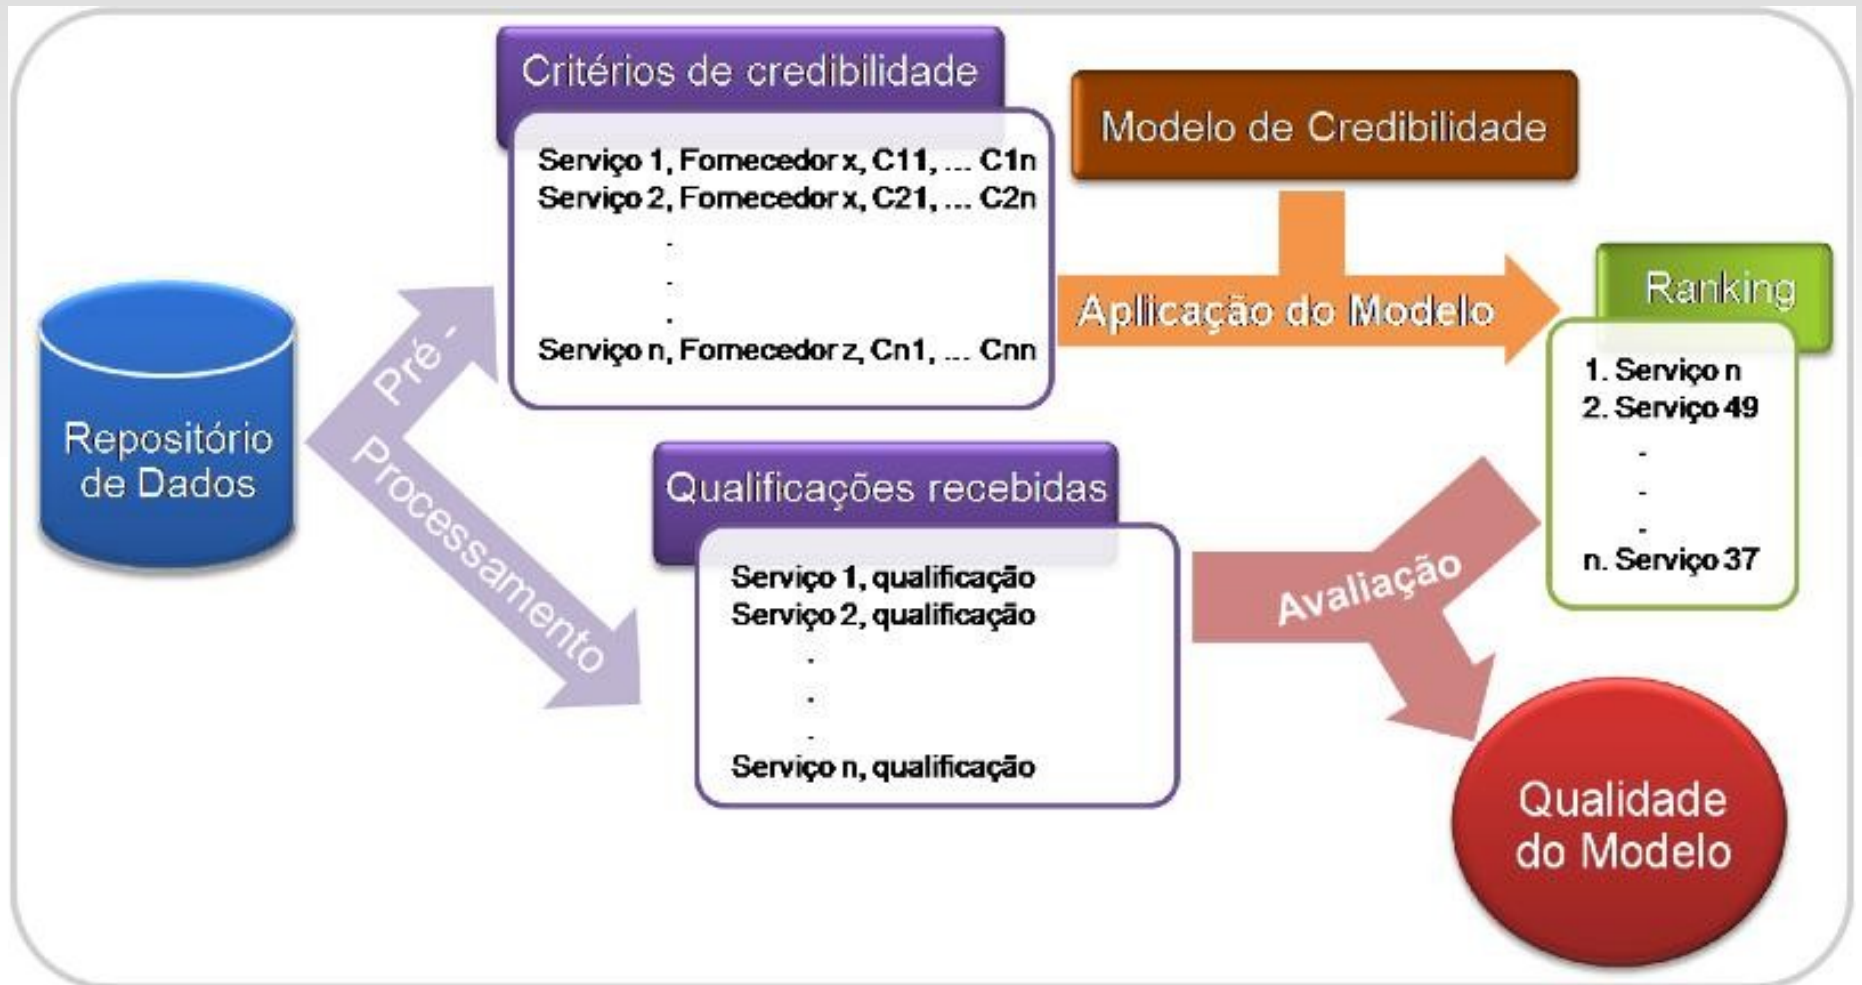 Critérios de credibilidade
Serviço 1, Fornecedor x, C11, ... C1n
Serviço 2, Fornecedor x, C21, ... C2n
.
.
.
Serviço n, Fornecedor z, Cn1, ... Cnn
Modelo de Credibilidade
Aplicação do Modelo
Ranking
1. Serviço n
2. Serviço 49
.
.
.
n. Serviço 37
Repositório
de Dados
Pré -
Processamento
Qualificações recebidas
Serviço 1, qualificação
Serviço 2, qualificação
.
.
.
Serviço n, qualificação
Avaliação
Qualidade
do Modelo